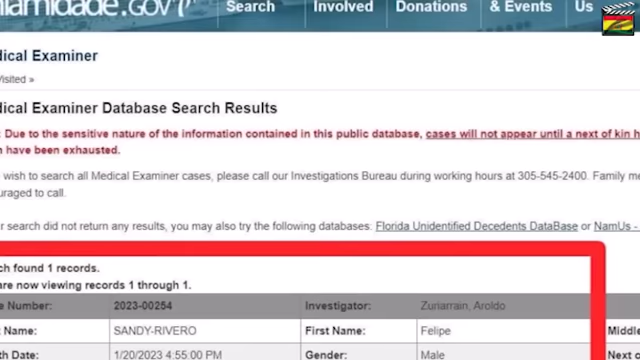 iamidade.gov
Search Involved Donations & Events Us
dical Examiner
Visited »
dical Examiner Database Search Results
: Due to the sensitive nature of the information contained in this public database, cases will not appear until a next of kin h
n have been exhausted.
wish to search all Medical Examiner cases, please call our Investigations Bureau during working hours at 305-545-2400. Family me
uraged to call.
r search did not return any results, you may also try the following databases: Florida Unidentified Decedents DataBase or NamUs -
ch found 1 records.
are now viewing records 1 through 1.
e Number: 2023-00254 Investigator: Zuriarrain, Aroldo
t Name: SANDY-RIVERO First Name: Felipe Middle
th Date: 1/20/2023 4:55:00 PM Gender: Male Next o